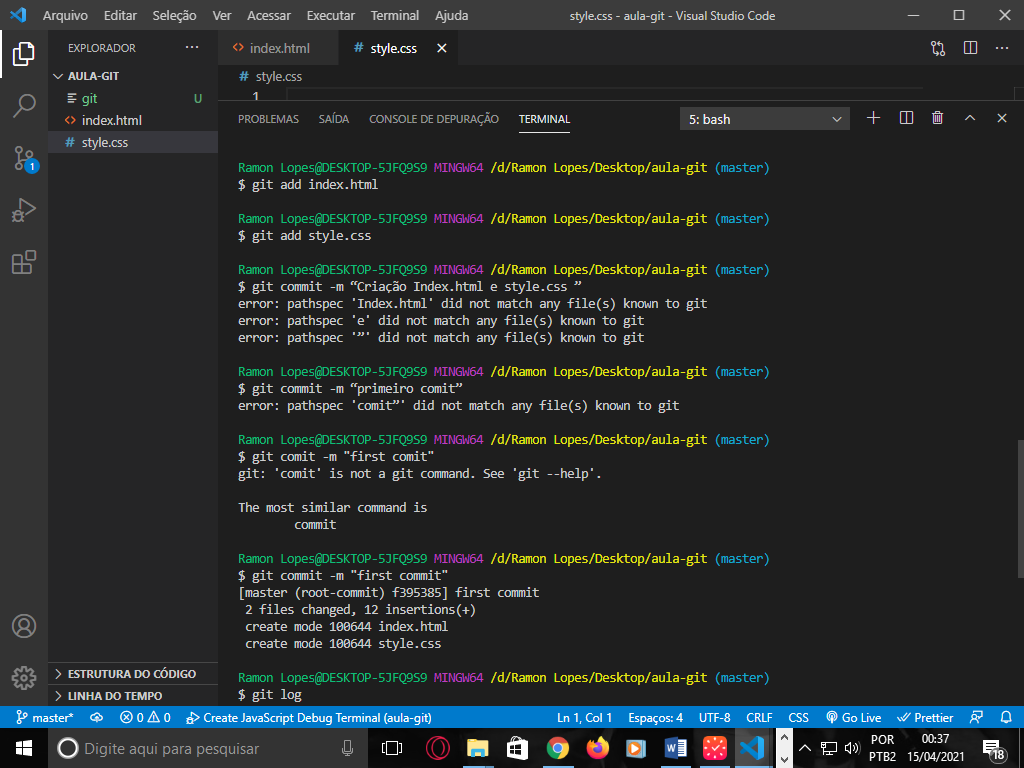 Arquivo Editar Seleção Ver Acessar Executar Terminal Ajuda style.css - aula-git - Visual Studio Code
EXPLORADOR
index.html
# style.css
AULA-GIT
# style.css
git U
1
index.html
# style.css
PROBLEMAS SAÍDA CONSOLE DE DEPURAÇÃO TERMINAL 5: bash
1
Ramon Lopes@DESKTOP-5JFQ9S9 MINGW64 /d/Ramon Lopes/Desktop/aula-git (master)
$ git add index.html
Ramon Lopes@DESKTOP-5JFQ9S9 MINGW64 /d/Ramon Lopes/Desktop/aula-git (master)
$ git add style.css
Ramon Lopes@DESKTOP-5JFQ9S9 MINGW64 /d/Ramon Lopes/Desktop/aula-git (master)
$ git commit -m “Criação Index.html e style.css ”
error: pathspec 'Index.html' did not match any file(s) known to git
error: pathspec 'e' did not match any file(s) known to git
error: pathspec '”' did not match any file(s) known to git
Ramon Lopes@DESKTOP-5JFQ9S9 MINGW64 /d/Ramon Lopes/Desktop/aula-git (master)
$ git commit -m “primeiro comit”
error: pathspec 'comit”' did not match any file(s) known to git
Ramon Lopes@DESKTOP-5JFQ9S9 MINGW64 /d/Ramon Lopes/Desktop/aula-git (master)
$ git comit -m "first comit"
git: 'comit' is not a git command. See 'git --help'.
The most similar command is
commit
Ramon Lopes@DESKTOP-5JFQ9S9 MINGW64 /d/Ramon Lopes/Desktop/aula-git (master)
$ git commit -m "first commit"
[master (root-commit) f395385] first commit
2 files changed, 12 insertions(+)
create mode 100644 index.html
create mode 100644 style.css
Ramon Lopes@DESKTOP-5JFQ9S9 MINGW64 /d/Ramon Lopes/Desktop/aula-git (master)
$ git log
ESTRUTURA DO CÓDIGO
LINHA DO TEMPO
master* 0 0 Create JavaScript Debug Terminal (aula-git) Ln 1, Col 1 Espaços: 4 UTF-8 CRLF CSS Go Live Prettier
Digite aqui para pesquisar
POR
PTB2
00:37
15/04/2021
18